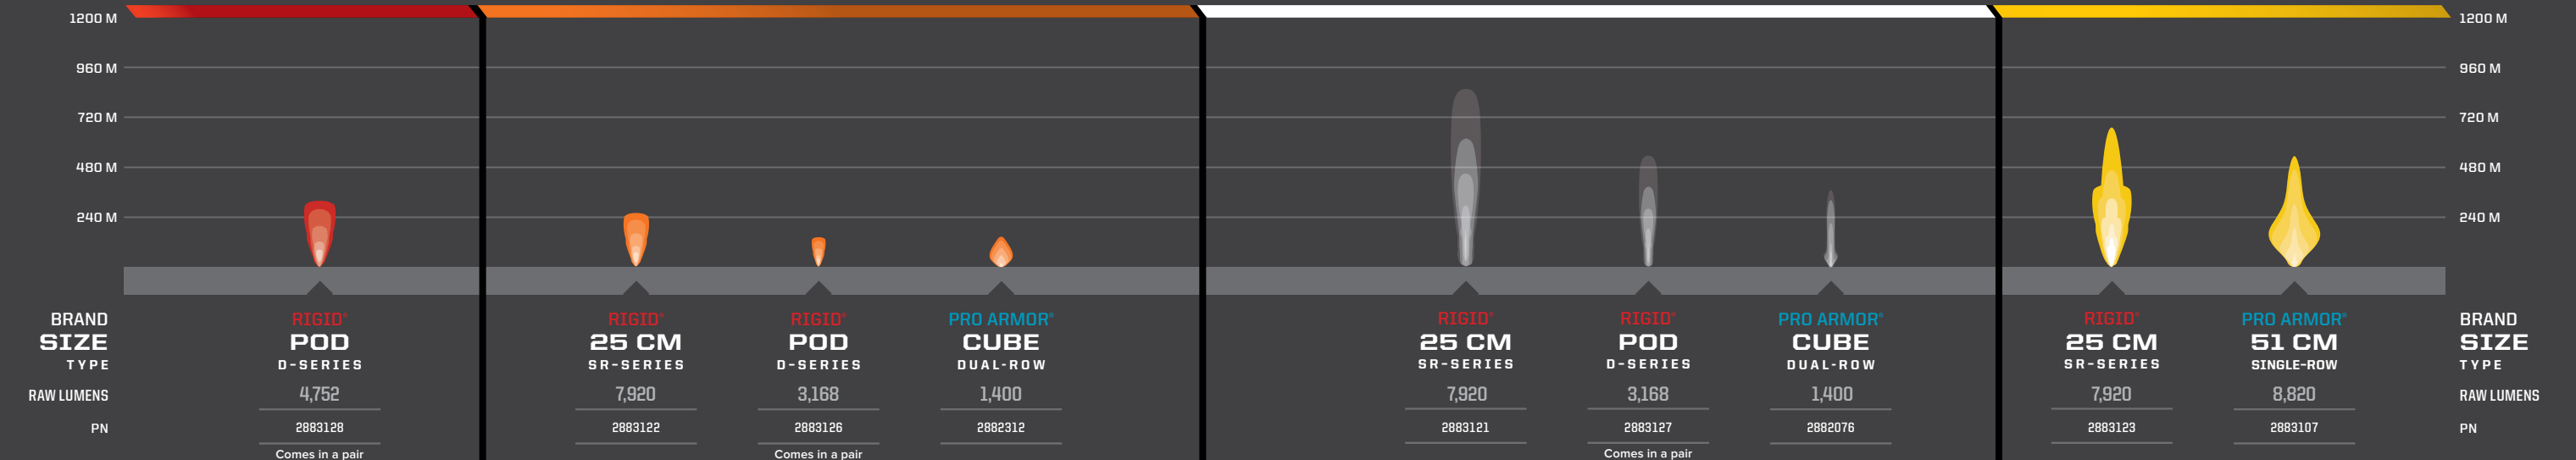 1200 M 1200 M
960 M 960 M
720 M 720 M
480 M 480 M
240 M 240 M
BRAND RIGID® RIGID® RIGID® PRO ARMOR® RIGID® RIGID® PRO ARMOR® RIGID® PRO ARMOR® BRAND
SIZE POD 25 CM POD CUBE 25 CM POD CUBE 25 CM 51 CM SIZE
TYPE D-SERIES SR-SERIES D-SERIES DUAL-ROW SR-SERIES D-SERIES DUAL-ROW SR-SERIES SINGLE-ROW TYPE
RAW LUMENS 4,752 7,920 3,168 1,400 7,920 3,168 1,400 7,920 8,820 RAW LUMENS
PN 2883128 2883122 2883126 2882312 2883121 2883127 2882076 2883123 2883107 PN
Comes in a pair Comes in a pair Comes in a pair